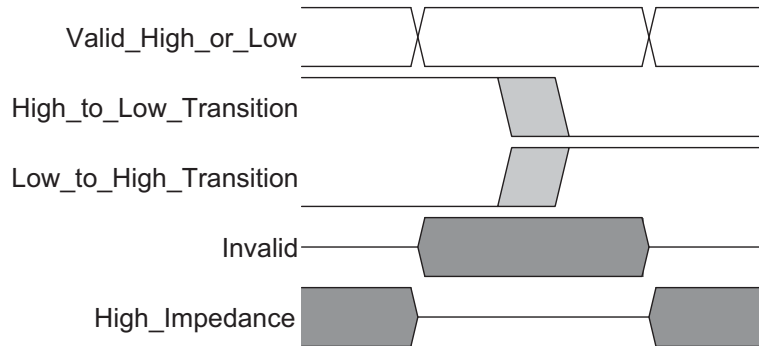 Valid_High_or_Low
High_to_Low_Transition
Low_to_High_Transition
Invalid
High_Impedance